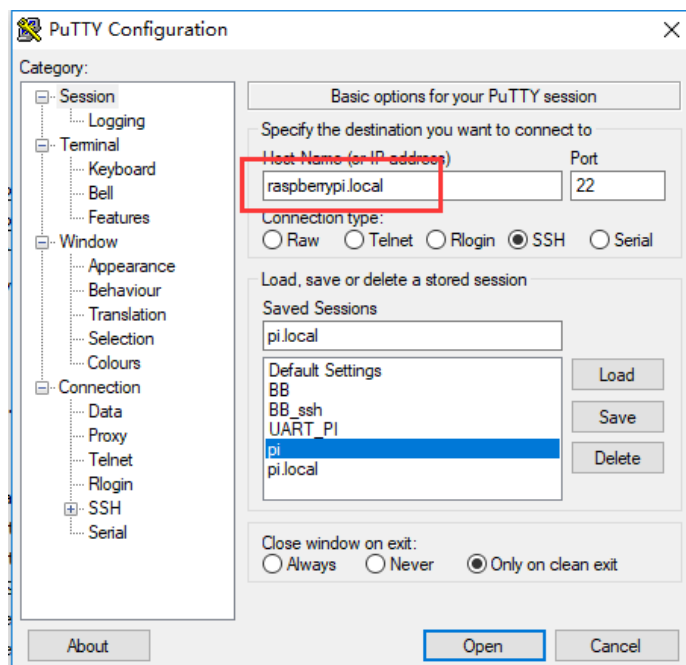 PuTTY Configuration
Category:
Session
Logging
Terminal
Keyboard
Bell
Features
Window
Appearance
Behaviour
Translation
Selection
Colours
Connection
Data
Proxy
Telnet
Rlogin
SSH
Serial
Basic options for your PuTTY session
Specify the destination you want to connect to
Host Name (or IP address) Port
raspberrypi.local 22
Connection type:
Raw Telnet Rlogin SSH Serial
Load, save or delete a stored session
Saved Sessions
pi.local
Default Settings
BB
BB_ssh
UART_PI
pi
pi.local
Load
Save
Delete
Close window on exit:
Always Never Only on clean exit
About Open Cancel